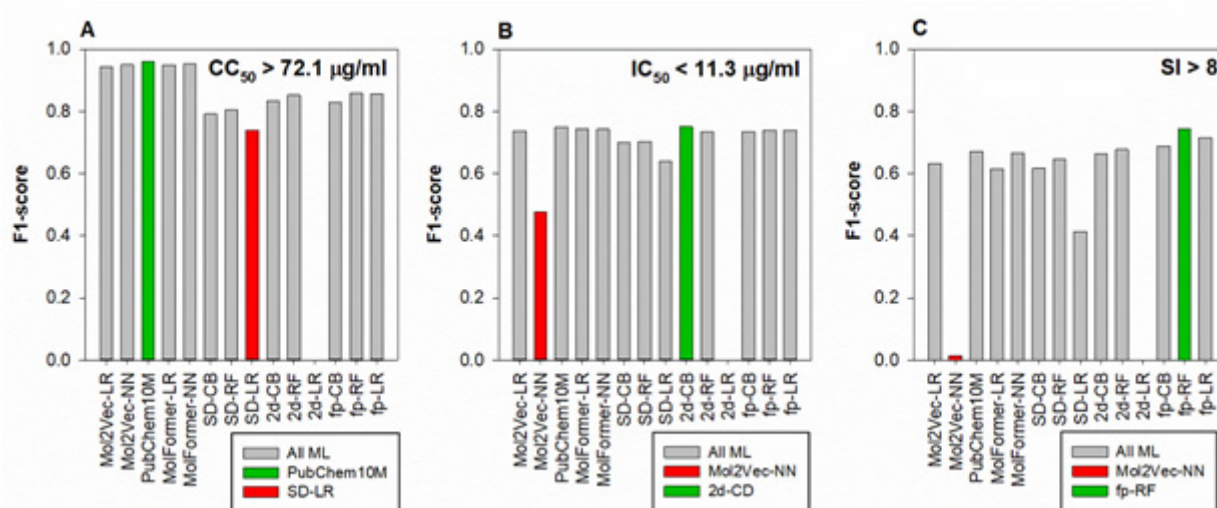 A
CC50 > 72.1 µg/ml
F1-score
1.0
0.8
0.6
0.4
0.2
0.0
Mol2Vec-LR
Mol2Vec-NN
PubChem10M
MolFormer-LR
MolFormer-NN
SD-CB
SD-RF
SD-LR
2d-CB
2d-RF
2d-LR
fp-CB
fp-RF
fp-LR
All ML
PubChem10M
SD-LR
B
IC50 < 11.3 µg/ml
F1-score
1.0
0.8
0.6
0.4
0.2
0.0
Mol2Vec-LR
Mol2Vec-NN
PubChem10M
MolFormer-LR
MolFormer-NN
SD-CB
SD-RF
SD-LR
2d-CB
2d-RF
2d-LR
fp-CB
fp-RF
fp-LR
All ML
Mol2Vec-NN
2d-CD
C
SI > 8
F1-score
1.0
0.8
0.6
0.4
0.2
0.0
Mol2Vec-LR
Mol2Vec-NN
PubChem10M
MolFormer-LR
MolFormer-NN
SD-CB
SD-RF
SD-LR
2d-CB
2d-RF
2d-LR
fp-CB
fp-RF
fp-LR
All ML
Mol2Vec-NN
fp-RF